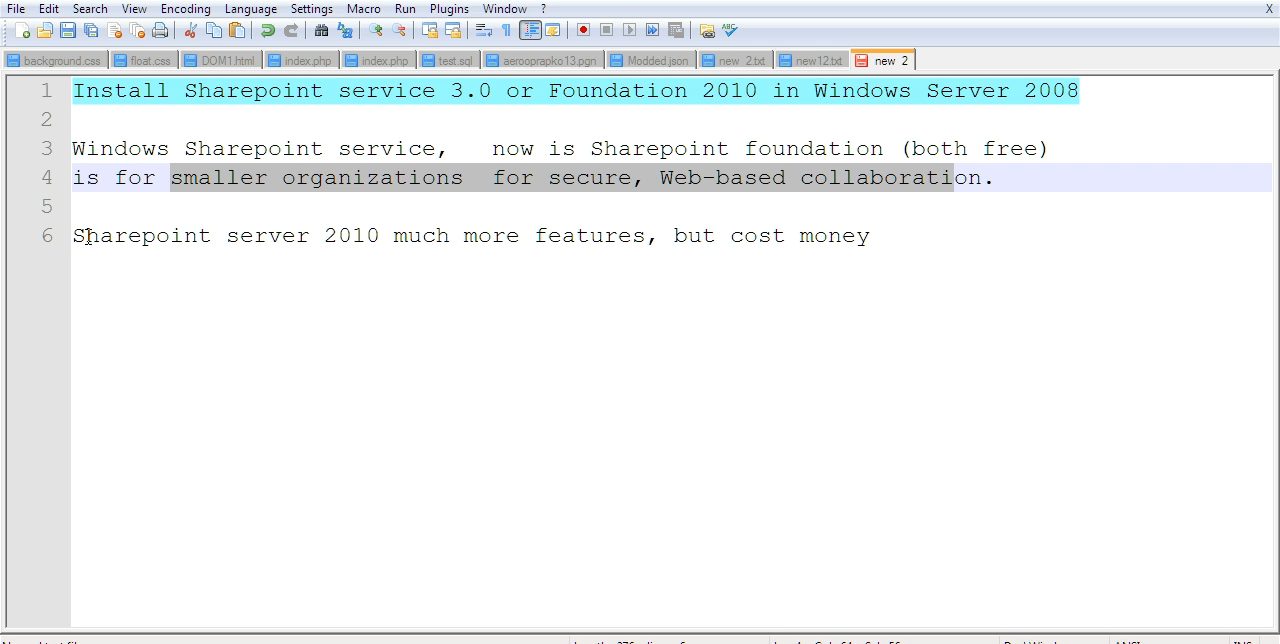 File Edit Search View Encoding Language Settings Macro Run Plugins Window ? X
background.css float.css DOM1.html index.php index.php test.sql aerooprapko13.pgn Modded.json new 2.txt new12.txt new 2
1 Install Sharepoint service 3.0 or Foundation 2010 in Windows Server 2008
2
3 Windows Sharepoint service, now is Sharepoint foundation (both free)
4 is for smaller organizations for secure, Web-based collaboration.
5
6 Sharepoint server 2010 much more features, but cost money